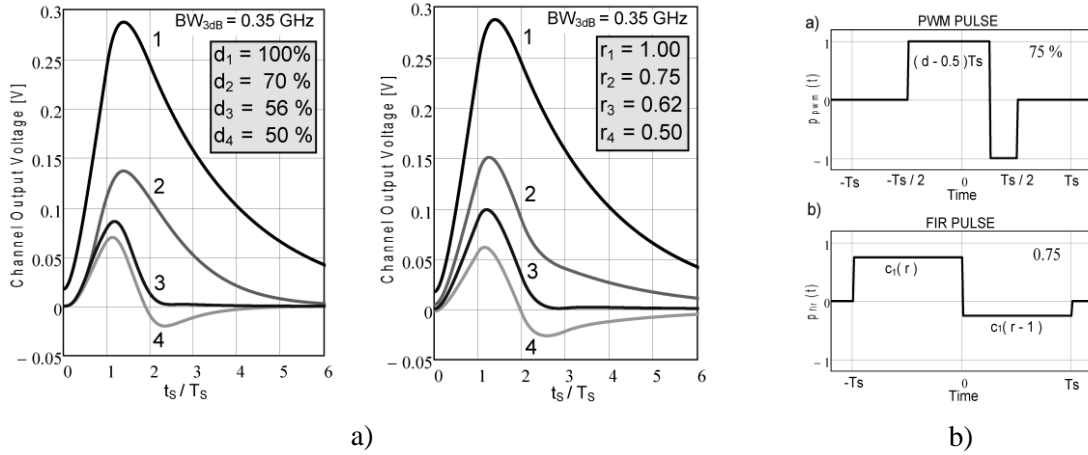 BW3dB = 0.35 GHz
d1 = 100%
d2 = 70 %
d3 = 56 %
d4 = 50 %
1
2
3
4
Channel Output Voltage [V]
0.3
0.25
0.2
0.15
0.1
0.05
0
– 0.05
0 1 2 3 4 5 6
tS / TS
BW3dB = 0.35 GHz
r1 = 1.00
r2 = 0.75
r3 = 0.62
r4 = 0.50
1
2
3
4
Channel Output Voltage [V]
0.3
0.25
0.2
0.15
0.1
0.05
0
– 0.05
0 1 2 3 4 5 6
tS / TS
a)
a)
PWM PULSE
75 %
( d - 0.5 )Ts
p pwm (t)
1
0
– 1
-Ts -Ts / 2 0 Ts / 2 Ts
Time
a)
b)
FIR PULSE
0.75
c1( r )
c1( r - 1 )
p fir (t)
1
0
– 1
-Ts 0 Ts
Time
b)